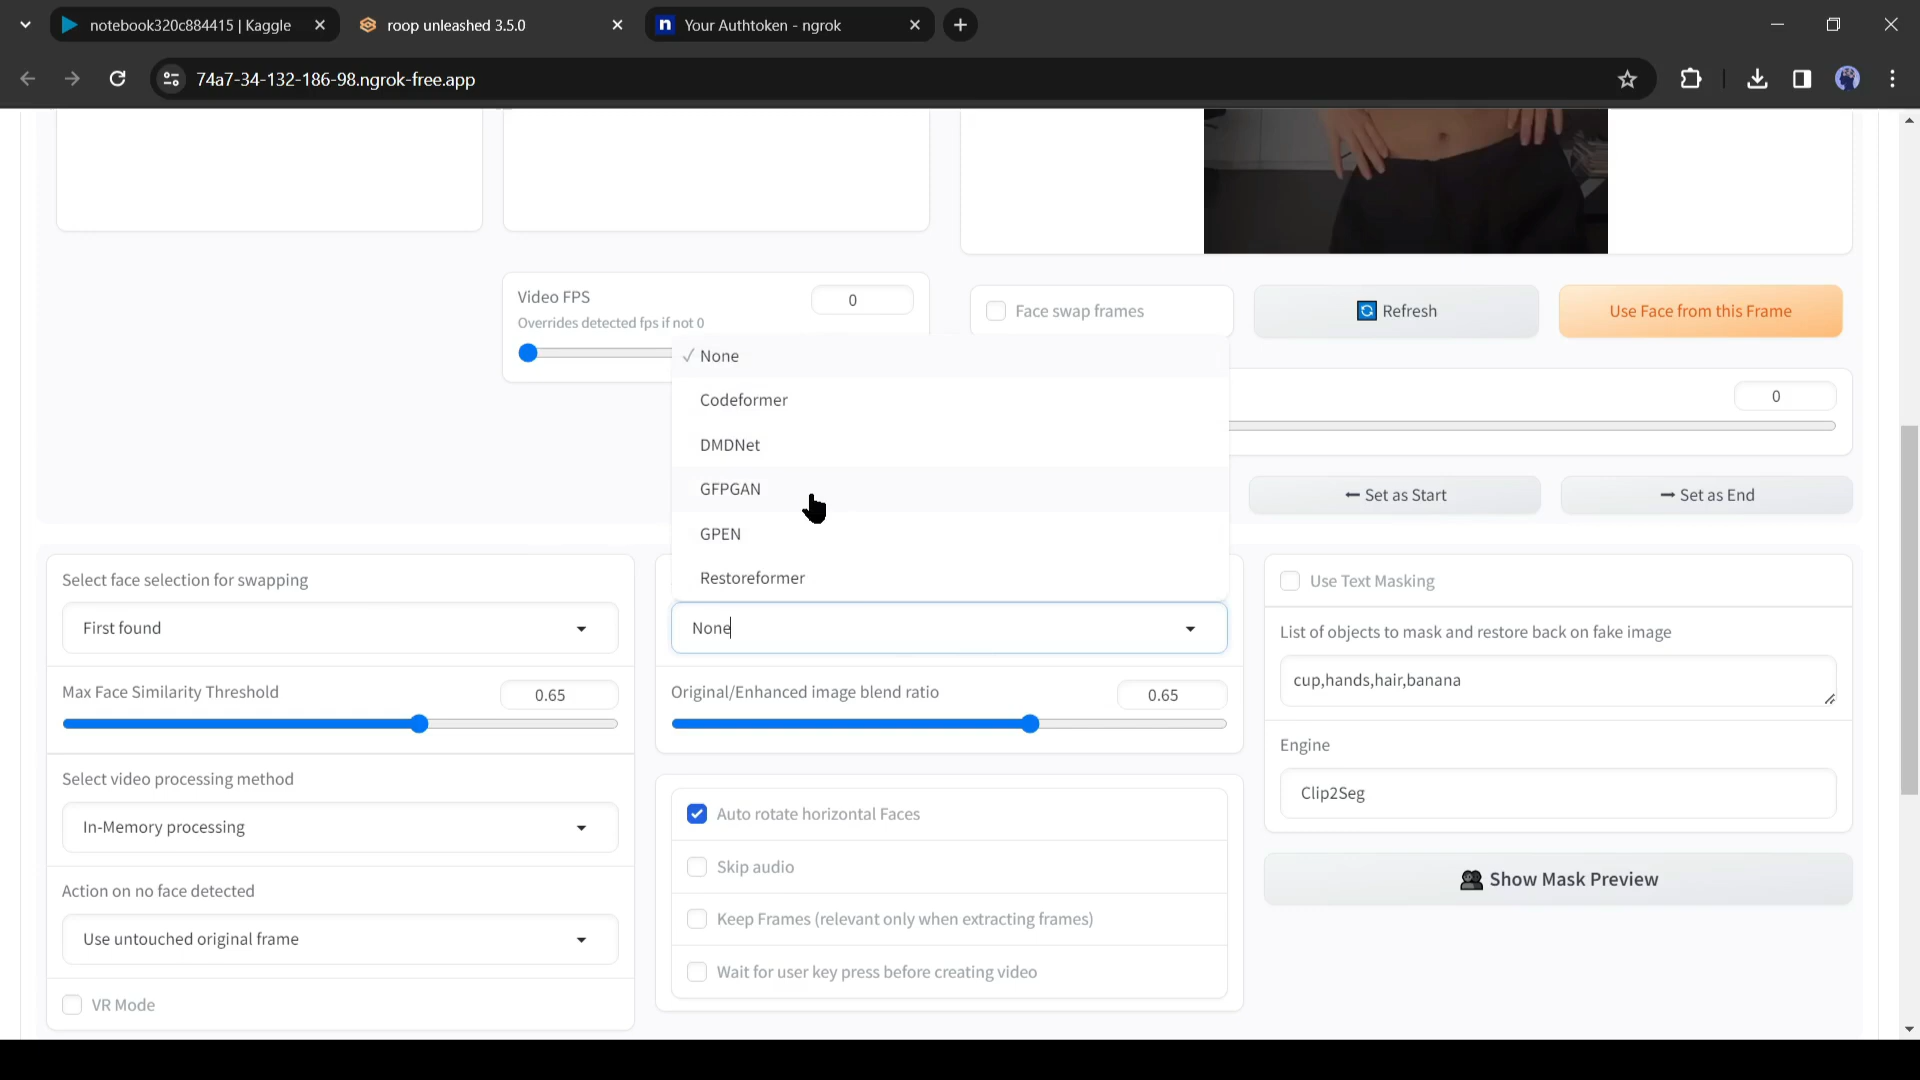 notebook320c884415 | Kaggle
roop unleashed 3.5.0
Your Authtoken - ngrok
74a7-34-132-186-98.ngrok-free.app
Video FPS
0
Overrides detected fps if not 0
Face swap frames
Refresh
Use Face from this Frame
None
Codeformer
DMDNet
GFPGAN
GPEN
Restoreformer
0
← Set as Start
→ Set as End
Select face selection for swapping
First found
None
Use Text Masking
List of objects to mask and restore back on fake image
cup,hands,hair,banana
Max Face Similarity Threshold
0.65
Original/Enhanced image blend ratio
0.65
Engine
Clip2Seg
Select video processing method
In-Memory processing
Auto rotate horizontal Faces
Skip audio
Show Mask Preview
Action on no face detected
Use untouched original frame
Keep Frames (relevant only when extracting frames)
Wait for user key press before creating video
VR Mode